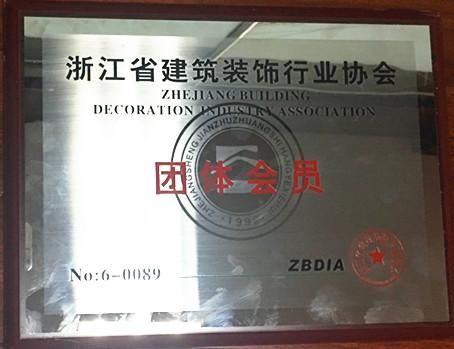 浙江省建筑装饰行业协会
ZHEJIANG BUILDING
DECORATION INDUSTRY ASSOCIATION
团体会员
No:6-0089
ZBDIA